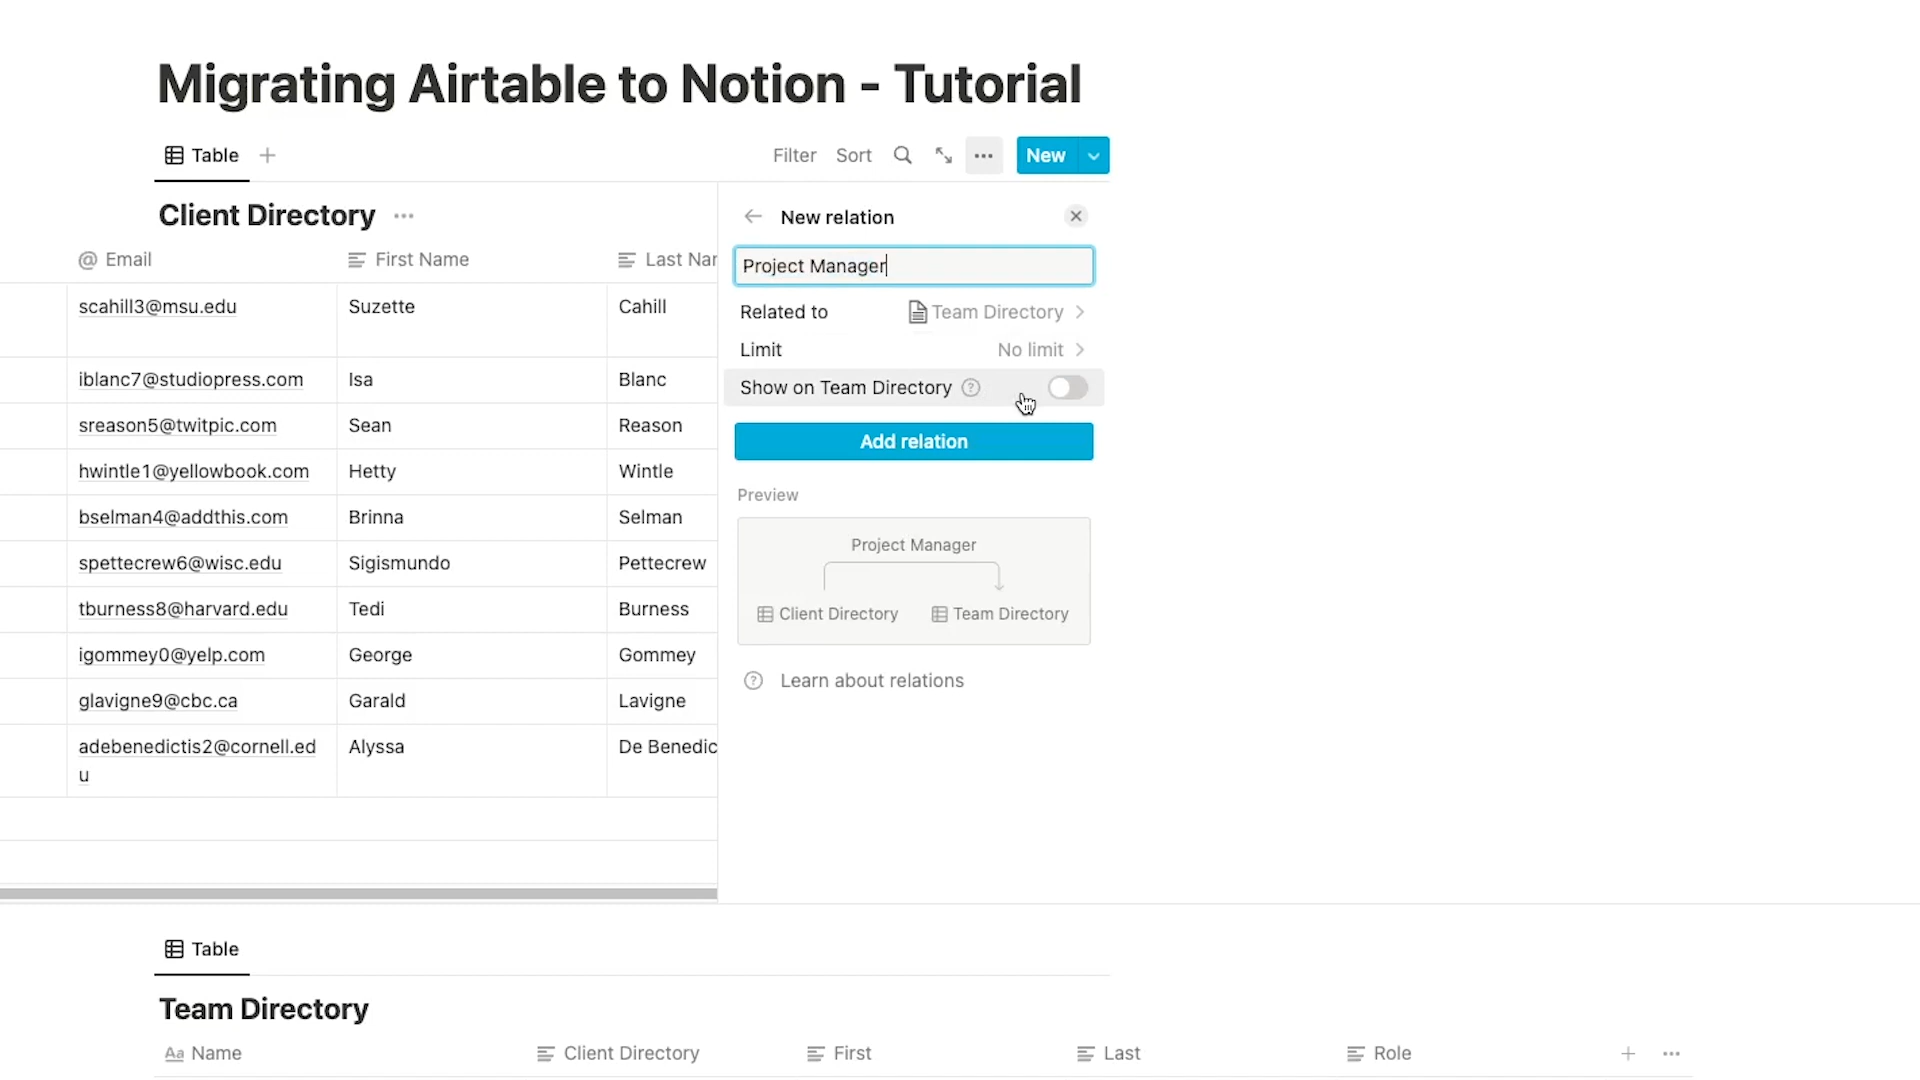 Migrating Airtable to Notion - Tutorial
Table
Filter Sort New
Client Directory
New relation
@ Email First Name Last Nar
Project Manager
scahill3@msu.edu Suzette Cahill
Related to Team Directory
Limit No limit
iblanc7@studiopress.com Isa Blanc
Show on Team Directory
sreason5@twitpic.com Sean Reason
Add relation
hwintle1@yellowbook.com Hetty Wintle
Preview
bselman4@addthis.com Brinna Selman
Project Manager
spettecrew6@wisc.edu Sigismundo Pettecrew
tburness8@harvard.edu Tedi Burness
Client Directory Team Directory
igommey0@yelp.com George Gommey
Learn about relations
glavigne9@cbc.ca Garald Lavigne
adebenedictis2@cornell.ed Alyssa De Benedic
u
Table
Team Directory
Aa Name Client Directory First Last Role